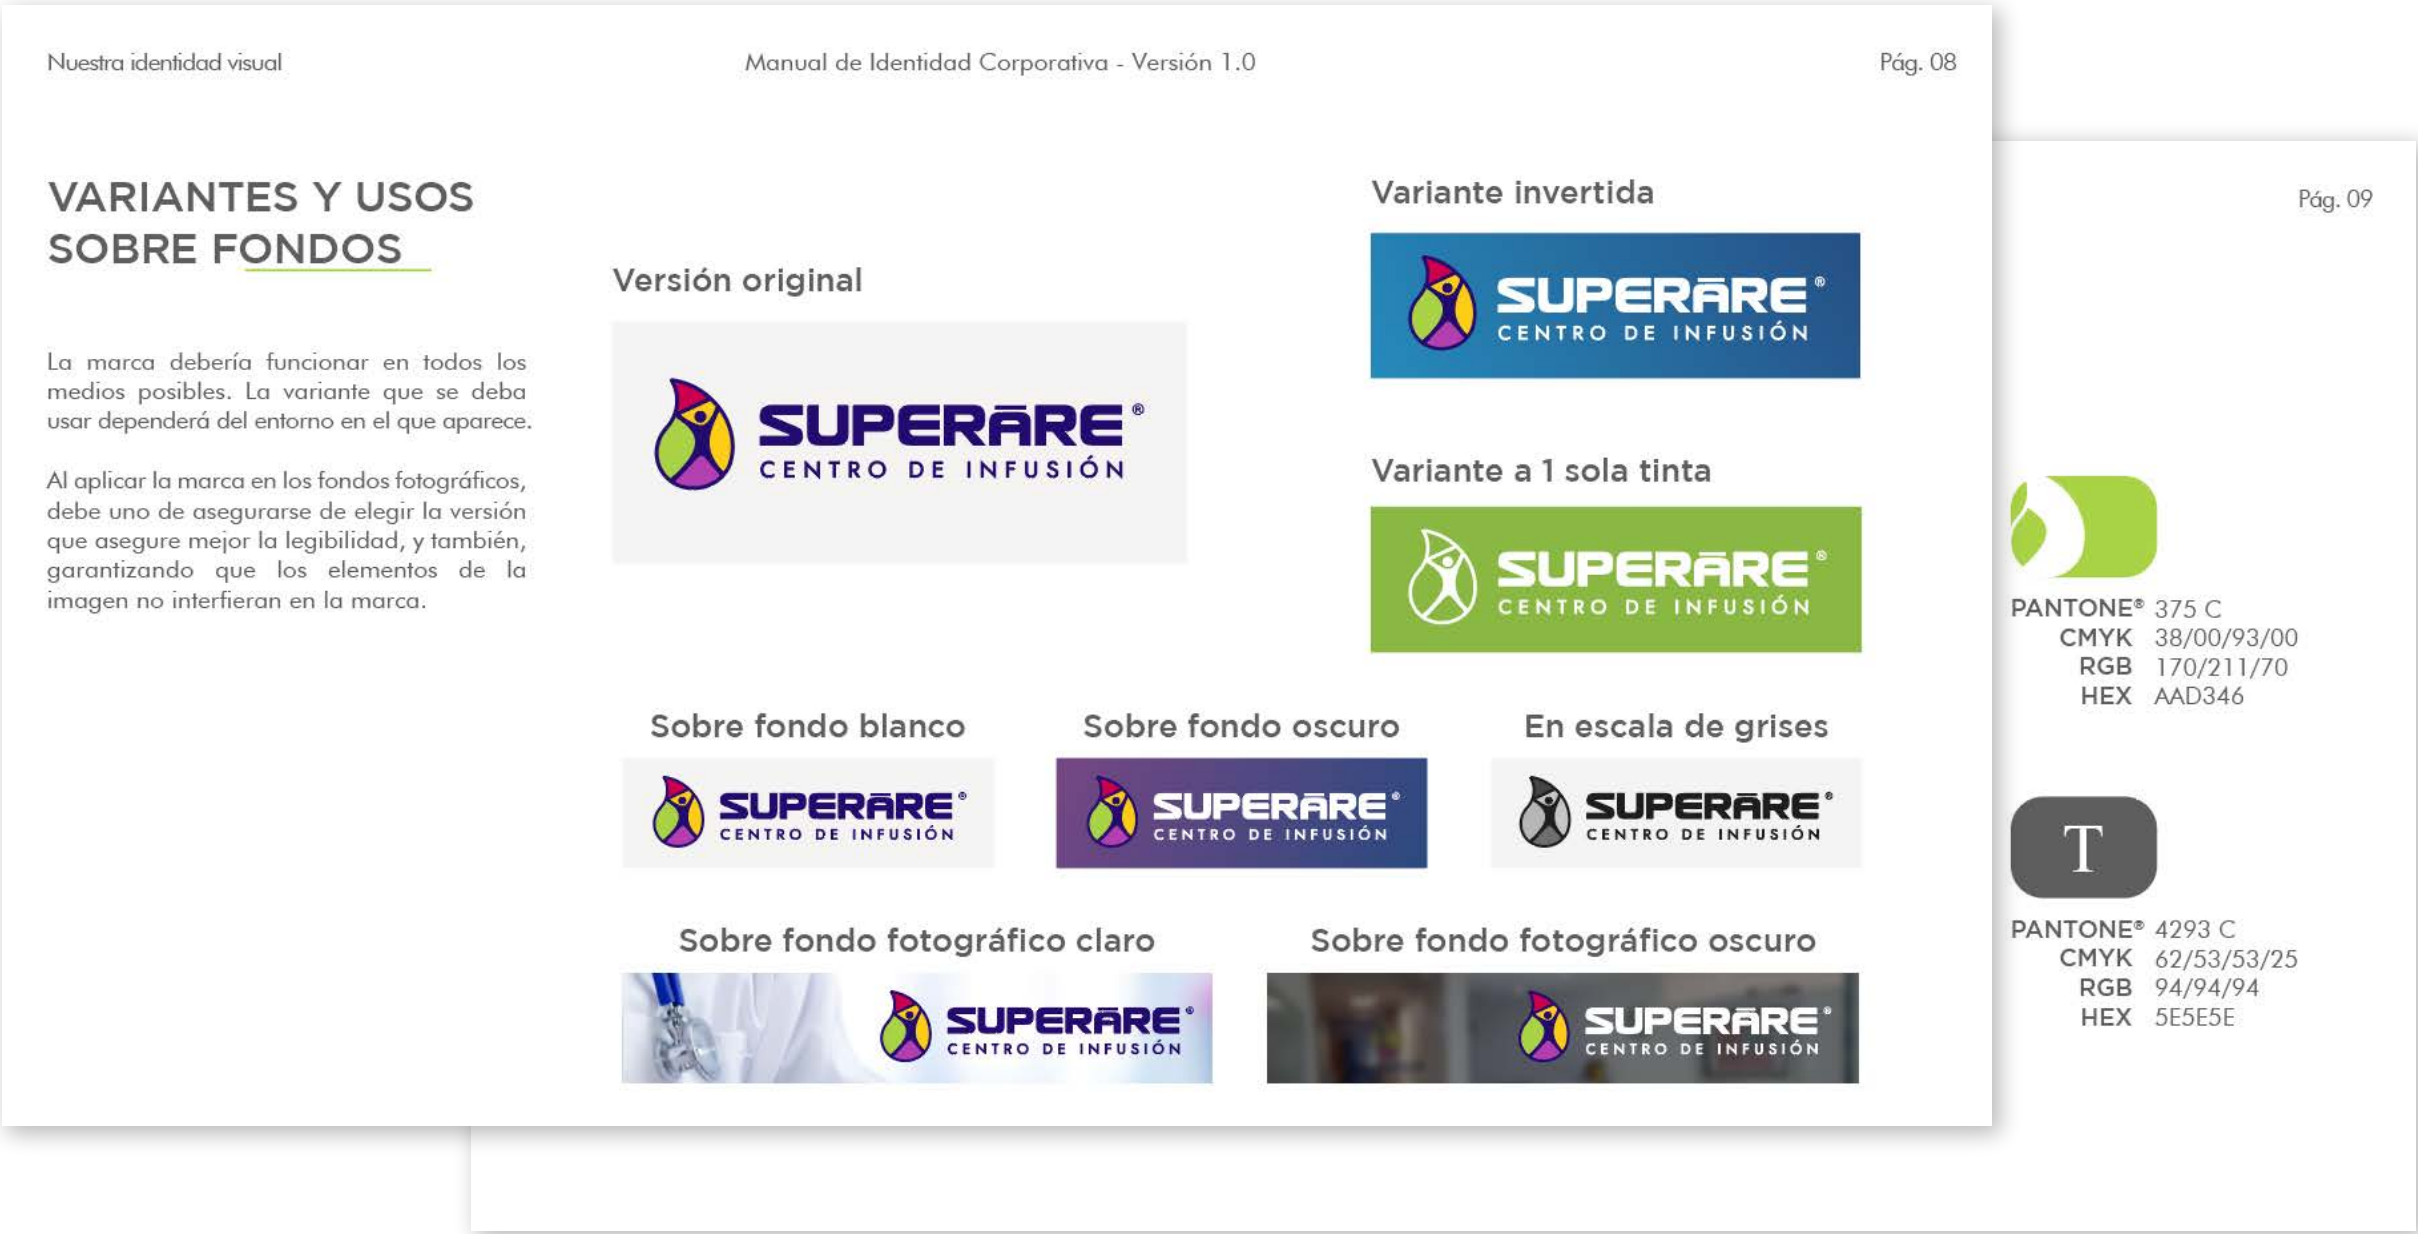 Nuestra identidad visual
Manual de Identidad Corporativa - Versión 1.0
Pág. 08
VARIANTES Y USOS
SOBRE FONDOS
La marca debería funcionar en todos los
medios posibles. La variante que se deba
usar dependerá del entorno en el que aparece.
Al aplicar la marca en los fondos fotográficos,
debe uno de asegurarse de elegir la versión
que asegure mejor la legibilidad, y también,
garantizando que los elementos de la
imagen no interfieran en la marca.
Versión original
SUPERĀRE®
CENTRO DE INFUSIÓN
Variante invertida
SUPERĀRE®
CENTRO DE INFUSIÓN
Variante a 1 sola tinta
SUPERĀRE®
CENTRO DE INFUSIÓN
Sobre fondo blanco
SUPERĀRE®
CENTRO DE INFUSIÓN
Sobre fondo oscuro
SUPERĀRE®
CENTRO DE INFUSIÓN
En escala de grises
SUPERĀRE®
CENTRO DE INFUSIÓN
Sobre fondo fotográfico claro
SUPERĀRE®
CENTRO DE INFUSIÓN
Sobre fondo fotográfico oscuro
SUPERĀRE®
CENTRO DE INFUSIÓN
Pág. 09
PANTONE® 375 C
CMYK 38/00/93/00
RGB 170/211/70
HEX AAD346
T
PANTONE® 4293 C
CMYK 62/53/53/25
RGB 94/94/94
HEX 5E5E5E